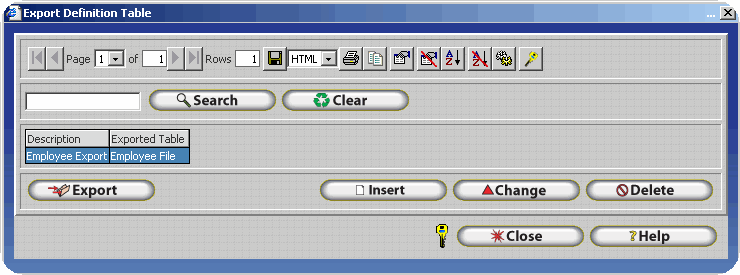 Export Definition Table
Page 1 of 1 Rows 1 HTML
Search Clear
Description Exported Table
Employee Export Employee File
Export Insert Change Delete
Close Help